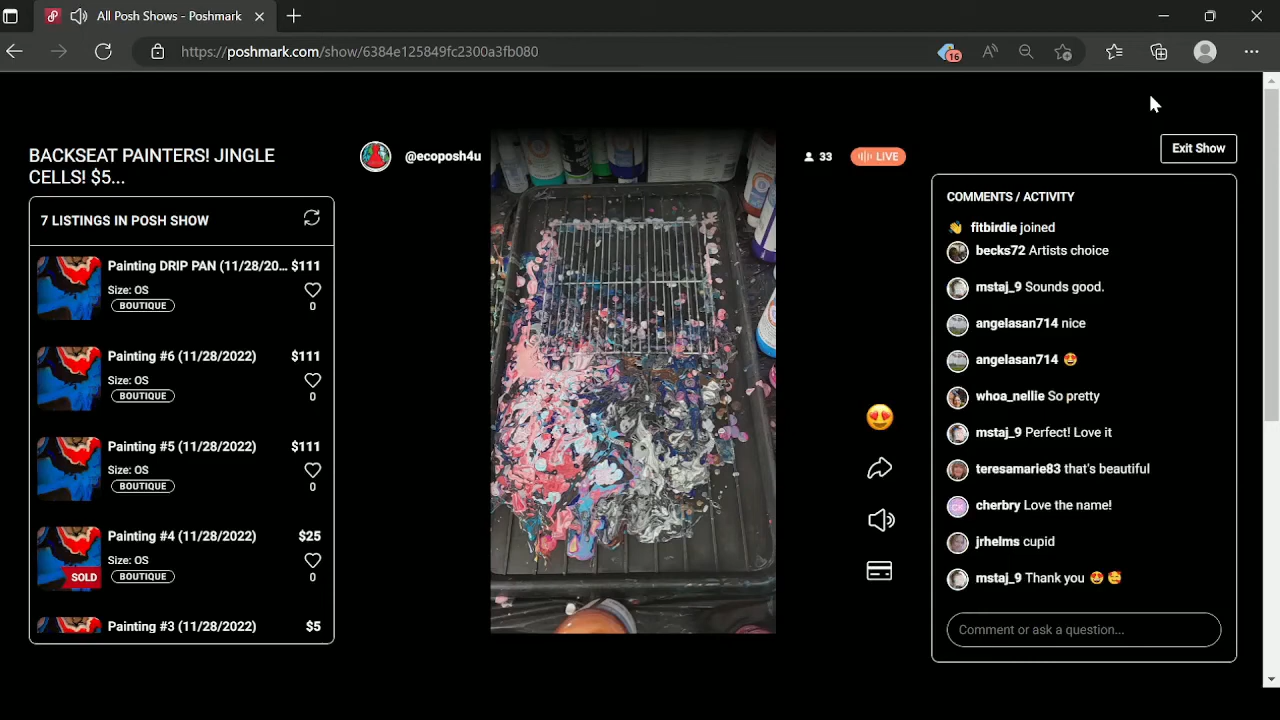 All Posh Shows - Poshmark
https://poshmark.com/show/6384e125849fc2300a3fb080
16
BACKSEAT PAINTERS! JINGLE
CELLS! $5...
7 LISTINGS IN POSH SHOW
Painting DRIP PAN (11/28/20... $111
Size: OS
BOUTIQUE
0
Painting #6 (11/28/2022) $111
Size: OS
BOUTIQUE
0
Painting #5 (11/28/2022) $111
Size: OS
BOUTIQUE
0
Painting #4 (11/28/2022) $25
Size: OS
SOLD
BOUTIQUE
0
Painting #3 (11/28/2022) $5
@ecoposh4u
33
LIVE
Exit Show
COMMENTS / ACTIVITY
fitbirdie joined
becks72 Artists choice
mstaj_9 Sounds good.
angelasan714 nice
angelasan714 😍
whoa_nellie So pretty
mstaj_9 Perfect! Love it
teresamarie83 that's beautiful
cherbry Love the name!
jrhelms cupid
mstaj_9 Thank you 😍 🥰
Comment or ask a question...